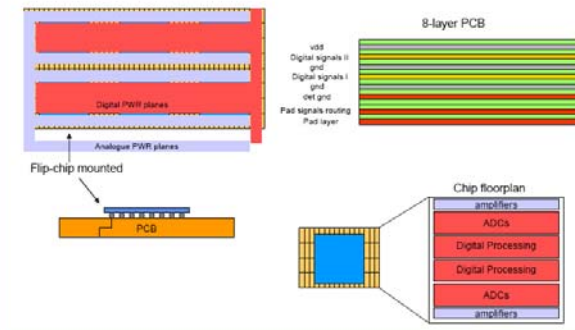 8-layer PCB
vdd
Digital signals II
gnd
Digital signals I
gnd
det gnd
Pad signals routing
Pad layer
Digital PWR planes
Analogue PWR planes
Flip-chip mounted
PCB
Chip floorplan
amplifiers
ADCs
Digital Processing
Digital Processing
ADCs
amplifiers